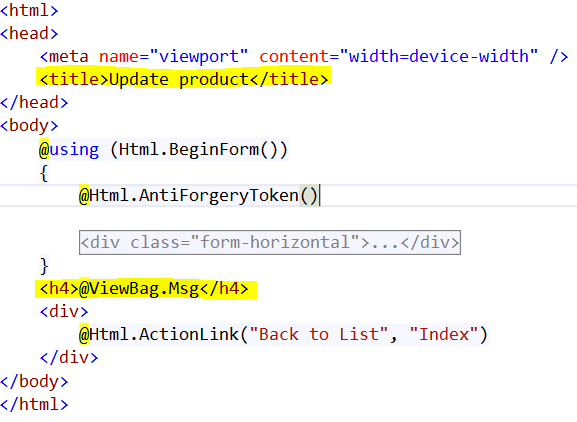 <html>
<head>
<meta name="viewport" content="width=device-width" />
<title>Update product</title>
</head>
<body>
@using (Html.BeginForm())
{
@Html.AntiForgeryToken()
<div class="form-horizontal">...</div>
}
<h4>@ViewBag.Msg</h4>
<div>
@Html.ActionLink("Back to List", "Index")
</div>
</body>
</html>